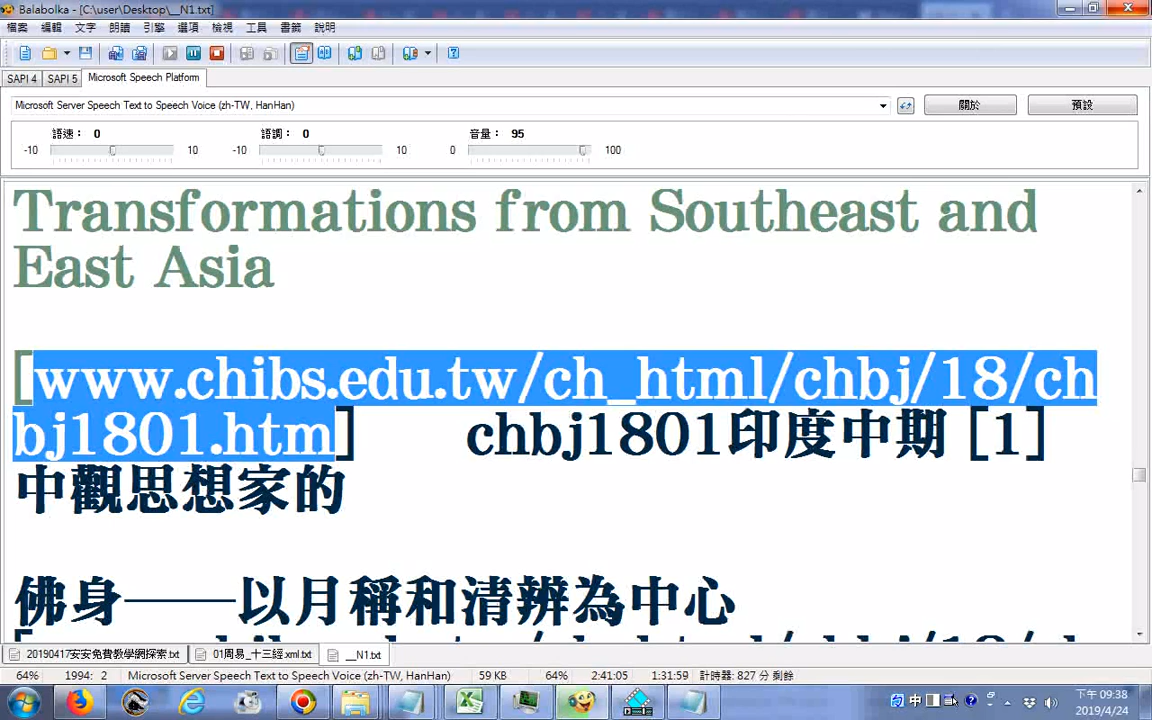 Balabolka - [C:\user\Desktop\__N1.txt]
檔案 編輯 文字 朗讀 引擎 選項 檢視 工具 書籤 說明
SAPI 4 SAPI 5 Microsoft Speech Platform
Microsoft Server Speech Text to Speech Voice (zh-TW, HanHan) 關於 預設
語速： 0 語調： 0 音量： 95
-10 10 -10 10 0 100
Transformations from Southeast and
East Asia
[www.chibs.edu.tw/ch_html/chbj/18/ch
bj1801.htm] chbj1801印度中期 [1]
中觀思想家的
佛身──以月稱和清辨為中心
20190417安安免費教學網探索.txt 01周易_十三經.xml.txt __N1.txt
64% 1994: 2 Microsoft Server Speech Text to Speech Voice (zh-TW, HanHan) 59 KB 64% 2:41:05 1:31:59 計時器: 827 分 剩餘
中 下午 09:38
2019/4/24